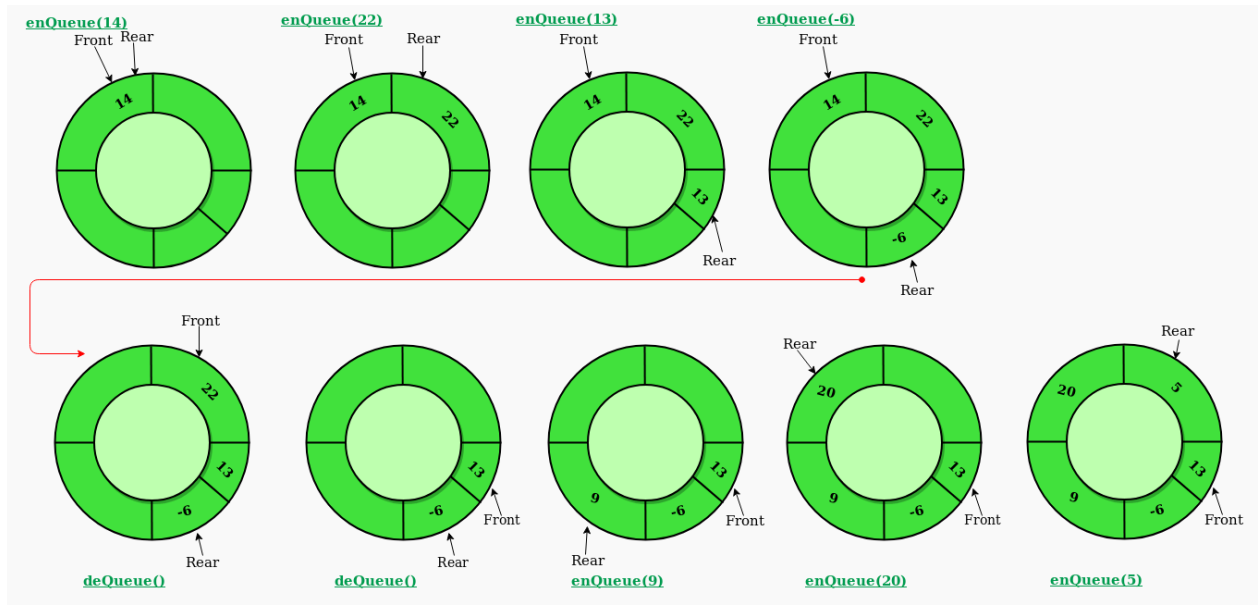 enQueue(14)
Front
Rear
14
enQueue(22)
Front
Rear
14
22
enQueue(13)
Front
14
22
13
Rear
enQueue(-6)
Front
14
22
13
-6
Rear
Front
22
13
-6
Rear
deQueue()
13
-6
Front
Rear
deQueue()
13
9
-6
Front
Rear
enQueue(9)
Rear
20
13
9
-6
Front
enQueue(20)
Rear
20
5
13
9
-6
Front
enQueue(5)